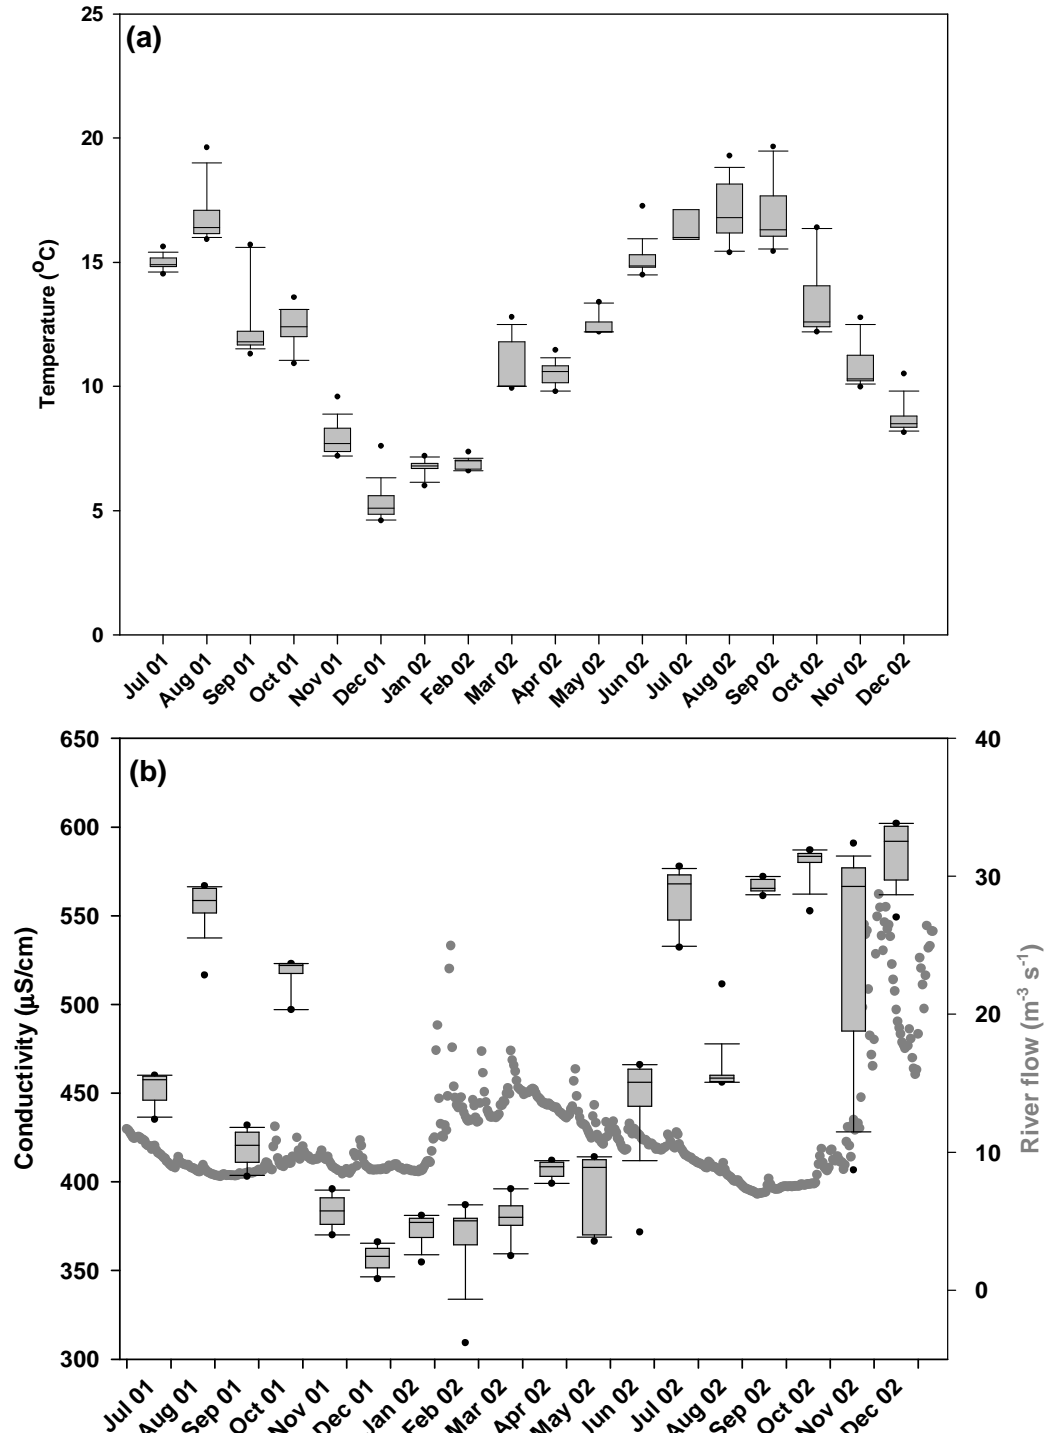 25
(a)
20
15
10
5
0
Temperature (ºC)
Jul 01
Aug 01
Sep 01
Oct 01
Nov 01
Dec 01
Jan 02
Feb 02
Mar 02
Apr 02
May 02
Jun 02
Jul 02
Aug 02
Sep 02
Oct 02
Nov 02
Dec 02
650
(b)
600
550
500
450
400
350
300
Conductivity (µS/cm)
40
30
20
10
0
River flow (m⁻³ s⁻¹)
Jul 01
Aug 01
Sep 01
Oct 01
Nov 01
Dec 01
Jan 02
Feb 02
Mar 02
Apr 02
May 02
Jun 02
Jul 02
Aug 02
Sep 02
Oct 02
Nov 02
Dec 02